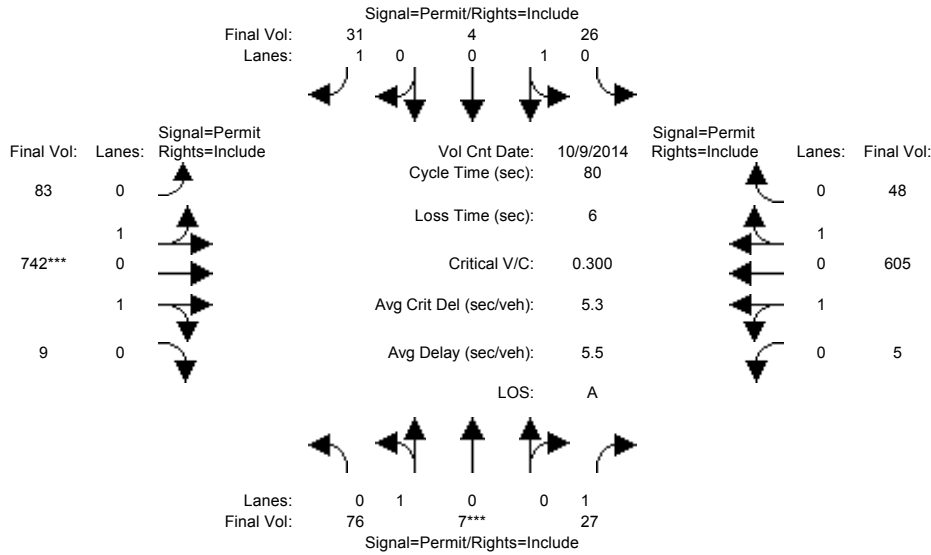 Signal=Permit/Rights=Include
Final Vol: 31 4 26
Lanes: 1 0 0 1 0
Signal=Permit Signal=Permit
Final Vol: Lanes: Rights=Include Vol Cnt Date: 10/9/2014 Rights=Include Lanes: Final Vol:
Cycle Time (sec): 80
83 0 0 48
Loss Time (sec): 6
1 1
742*** 0 Critical V/C: 0.300 0 605
1 Avg Crit Del (sec/veh): 5.3 1
9 0 Avg Delay (sec/veh): 5.5 0 5
LOS: A
Lanes: 0 1 0 0 1
Final Vol: 76 7*** 27
Signal=Permit/Rights=Include